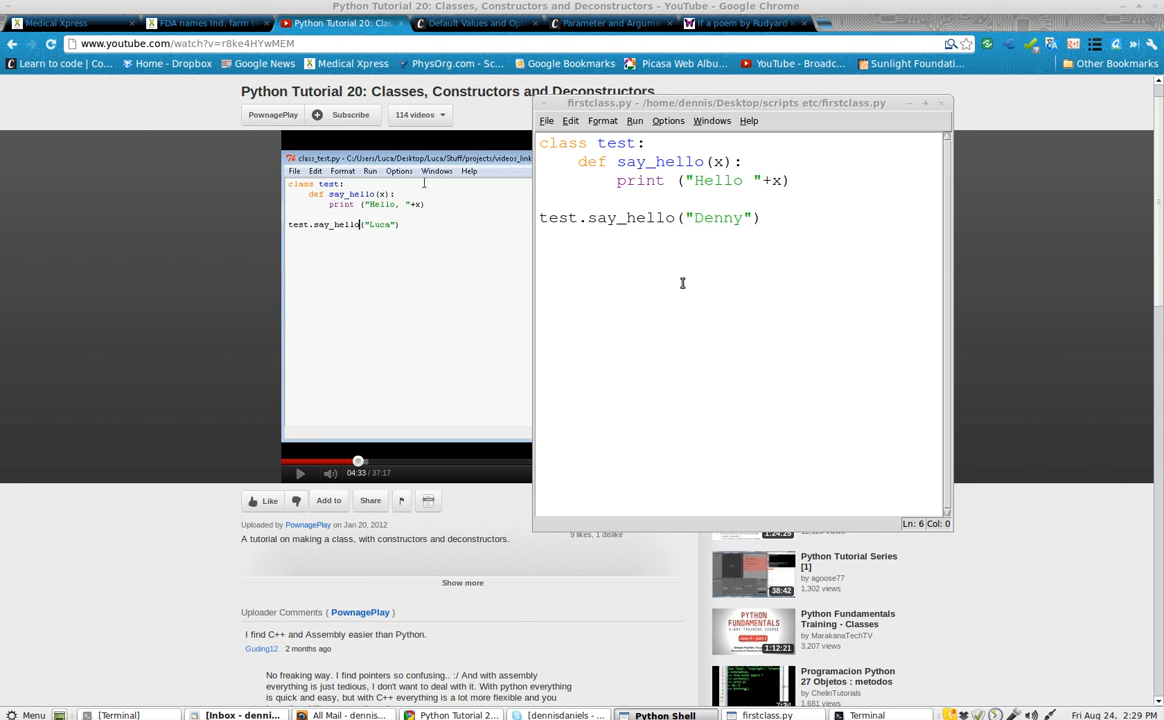 Python Tutorial 20: Classes, Constructors and Deconstructors - YouTube - Google Chrome
Medical Xpress
FDA names Ind. farm
Python Tutorial 20: Class
Default Values and Op
Parameter and Argum
If a poem by Rudyard
www.youtube.com/watch?v=r8ke4HYwMEM
Learn to code | Co...
Home - Dropbox
Google News
Medical Xpress
PhysOrg.com - Sc...
Google Bookmarks
Picasa Web Albu...
YouTube - Broadc...
Sunlight Foundati...
Other Bookmarks
Python Tutorial 20: Classes, Constructors and Deconstructors
PownagePlay
Subscribe
114 videos
class_test.py - C:/Users/Luca/Desktop/Luca/Stuff/projects/videos_link
File Edit Format Run Options Windows Help
class test:
def say_hello(x):
print ("Hello, "+x)
test.say_hello("Luca")
firstclass.py - /home/dennis/Desktop/scripts etc/firstclass.py
File Edit Format Run Options Windows Help
class test:
def say_hello(x):
print ("Hello "+x)
test.say_hello("Denny")
Ln: 6 Col: 0
04:33 / 37:17
Like
Add to
Share
Uploaded by PownagePlay on Jan 20, 2012
A tutorial on making a class, with constructors and deconstructors.
9 likes, 1 dislike
Show more
Uploader Comments ( PownagePlay )
I find C++ and Assembly easier than Python.
Guding12 2 months ago
No freaking way. I find pointers so confusing.. :/ And with assembly
everything is just tedious, I don't want to deal with it. With python everything
is quick and easy, but with C++ everything is a lot more flexible and you
1:24:25
Python Tutorial Series
[1]
by agoose77
1,302 views
38:42
PYTHON
FUNDAMENTALS
Python Fundamentals
Training - Classes
by MarakanaTechTV
3,207 views
1:12:21
Programacion Python
27 Objetos : metodos
by ChelinTutorials
1,681 views
[Terminal]
[Inbox - denni...
All Mail - dennis...
Python Tutorial 2...
[dennisdaniels - ...
Python Shell
firstclass.py
Terminal
Menu
Fri Aug 24, 2:29 PM